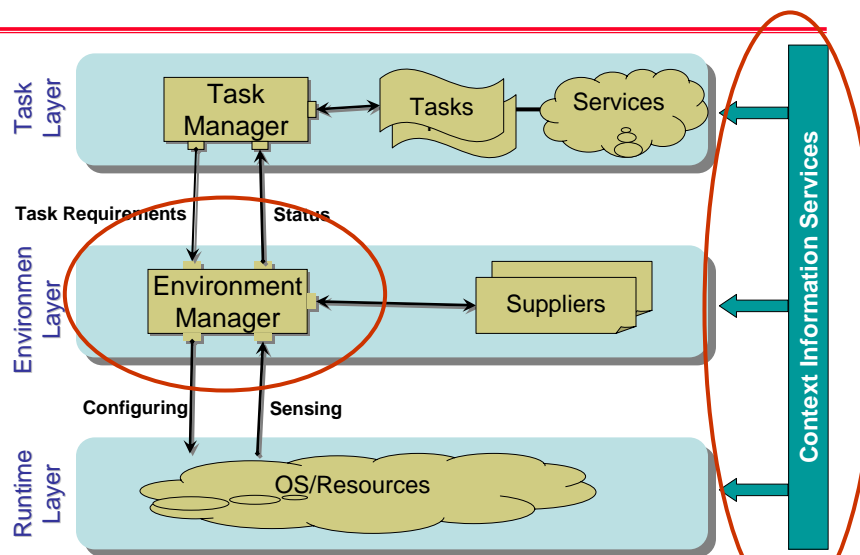 Task
Layer
Task
Manager
Tasks
Services
Task Requirements
Status
Environmen
Layer
Environment
Manager
Suppliers
Configuring
Sensing
Runtime
Layer
OS/Resources
Context Information Services